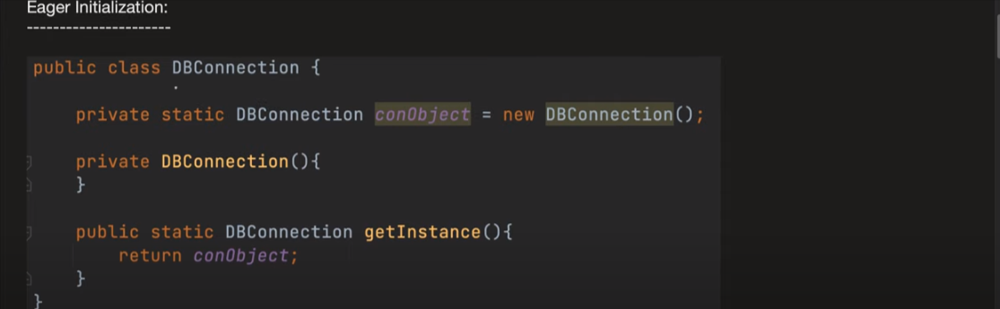 Eager Initialization:
----------------------
public class DBConnection {
private static DBConnection conObject = new DBConnection();
private DBConnection(){
}
public static DBConnection getInstance(){
return conObject;
}
}